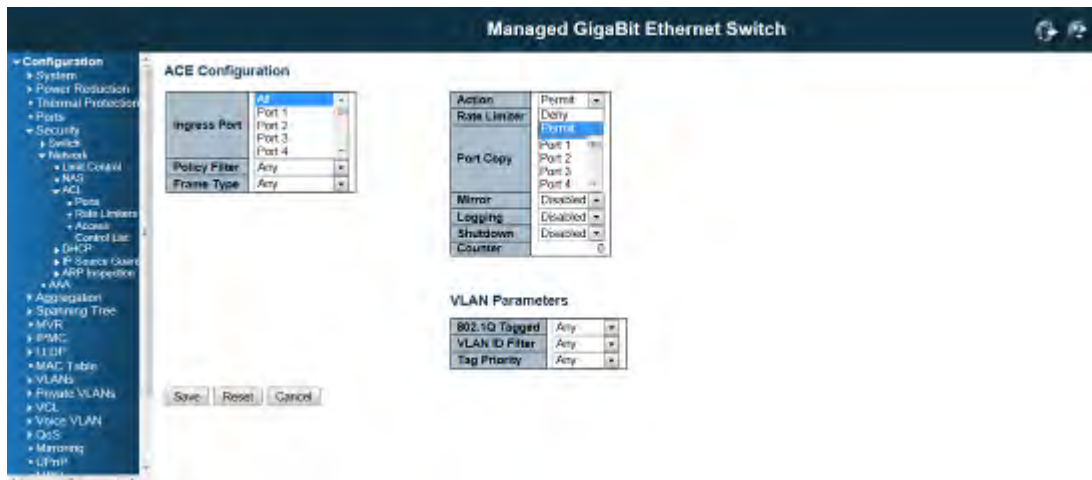 Managed GigaBit Ethernet Switch
Configuration
System
Power Reduction
Thermal Protection
Ports
Security
Switch
Network
Limit Control
NAS
ACL
Ports
Rate Limiters
Access
Control List
DHCP
IP Source Guard
ARP Inspection
AAA
Aggregation
Spanning Tree
MVR
IPMC
LLDP
MAC Table
VLANs
Private VLANs
VCL
Voice VLAN
QoS
Mirroring
UPnP
ACE Configuration
Ingress Port
All
Port 1
Port 2
Port 3
Port 4
Policy Filter Any
Frame Type Any
Action Permit
Rate Limiter Deny
Permit
Port Copy
Port 1
Port 2
Port 3
Port 4
Mirror Disabled
Logging Disabled
Shutdown Disabled
Counter 0
VLAN Parameters
802.1Q Tagged Any
VLAN ID Filter Any
Tag Priority Any
Save Reset Cancel